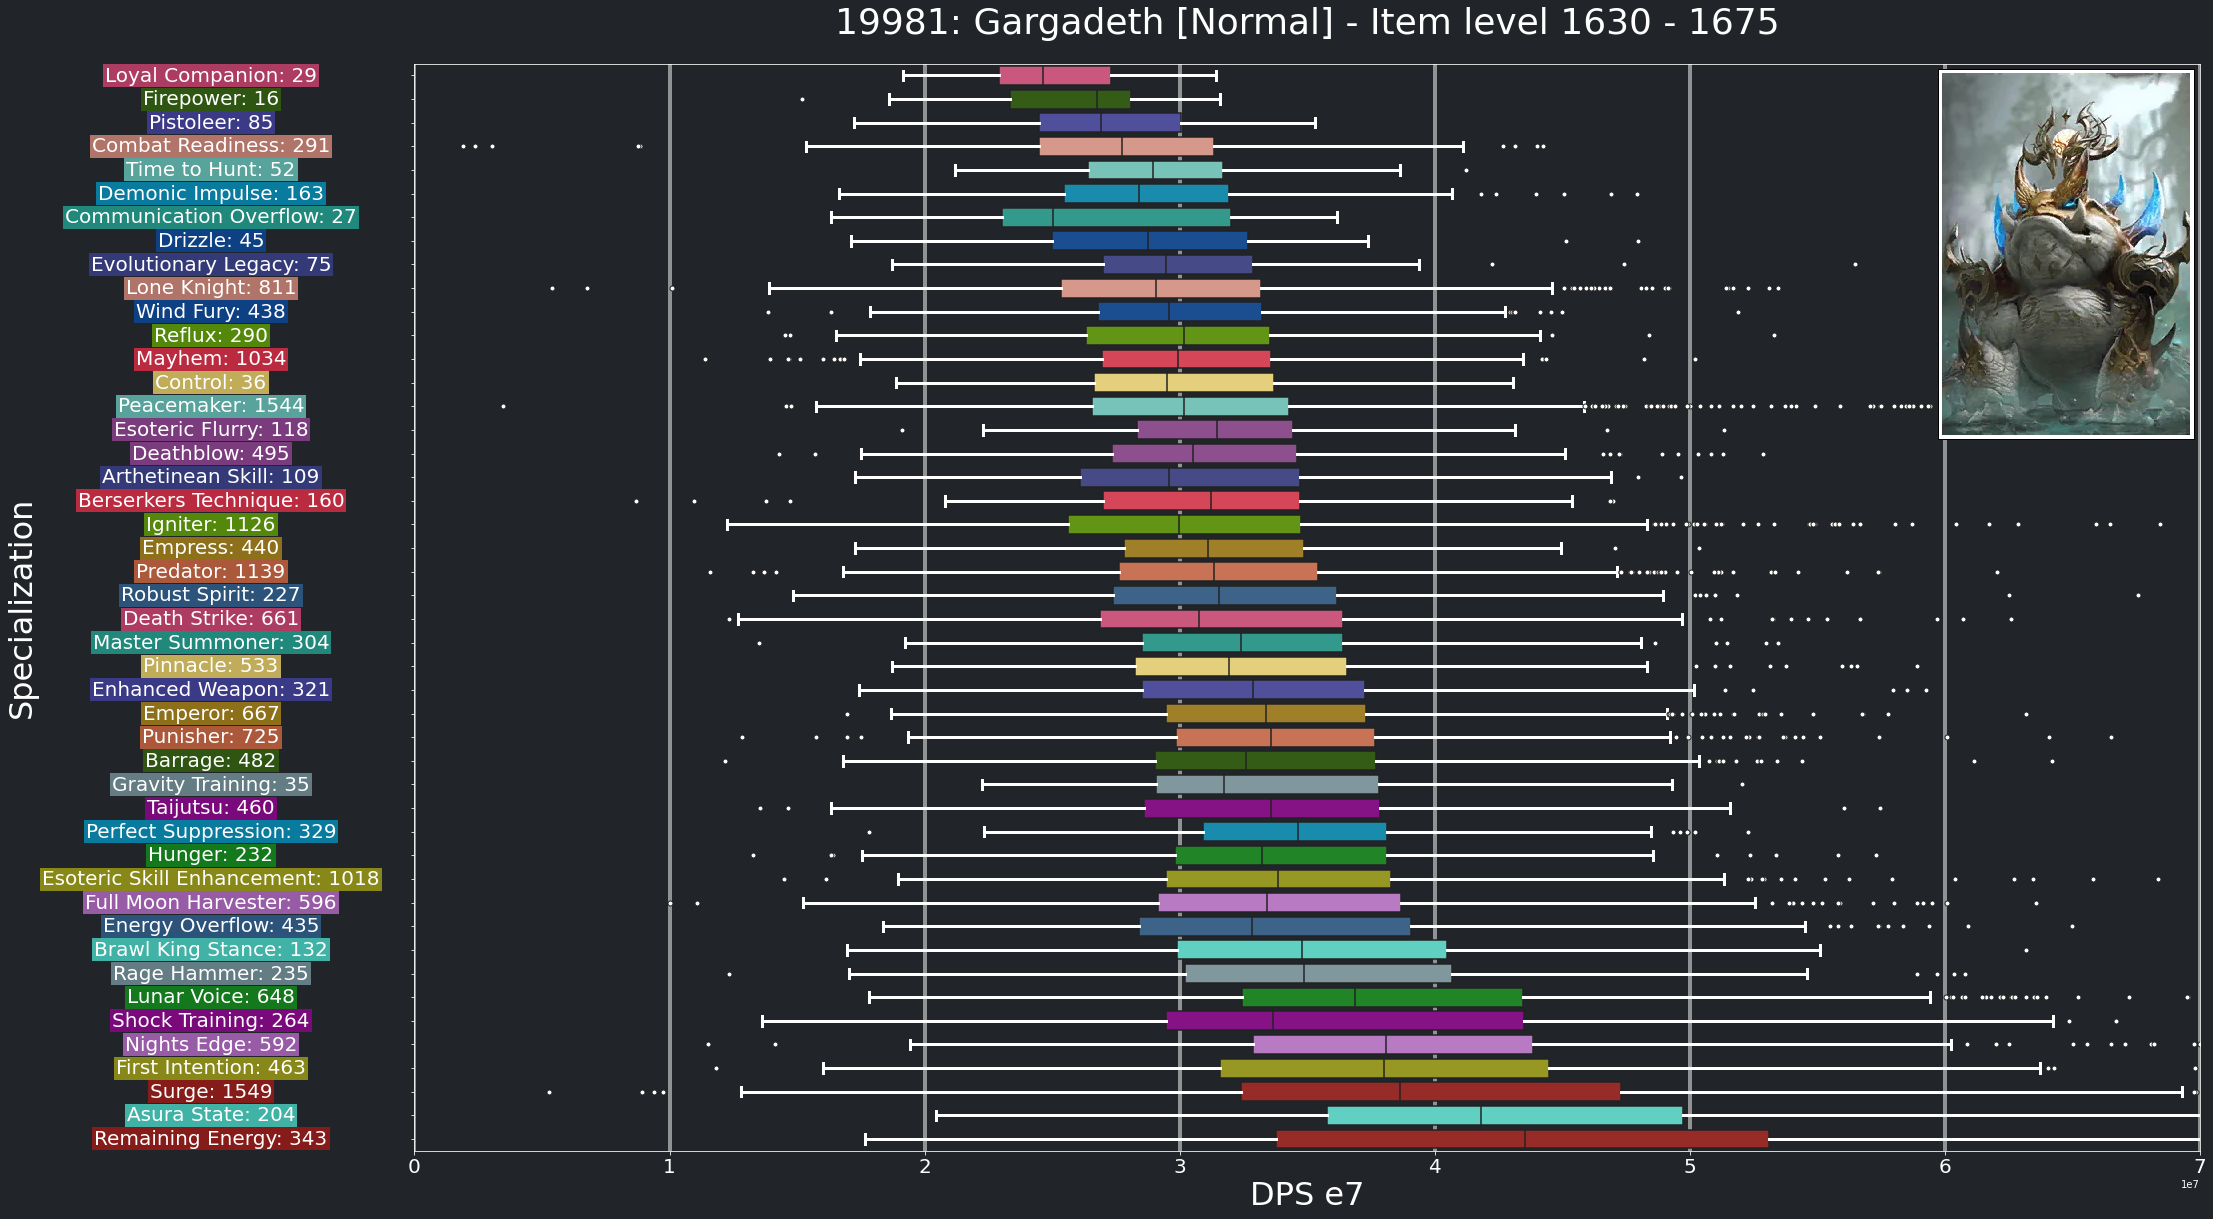 19981: Gargadeth [Normal] - Item level 1630 - 1675
Specialization
Loyal Companion: 29
Firepower: 16
Pistoleer: 85
Combat Readiness: 291
Time to Hunt: 52
Demonic Impulse: 163
Communication Overflow: 27
Drizzle: 45
Evolutionary Legacy: 75
Lone Knight: 811
Wind Fury: 438
Reflux: 290
Mayhem: 1034
Control: 36
Peacemaker: 1544
Esoteric Flurry: 118
Deathblow: 495
Arthetinean Skill: 109
Berserkers Technique: 160
Igniter: 1126
Empress: 440
Predator: 1139
Robust Spirit: 227
Death Strike: 661
Master Summoner: 304
Pinnacle: 533
Enhanced Weapon: 321
Emperor: 667
Punisher: 725
Barrage: 482
Gravity Training: 35
Taijutsu: 460
Perfect Suppression: 329
Hunger: 232
Esoteric Skill Enhancement: 1018
Full Moon Harvester: 596
Energy Overflow: 435
Brawl King Stance: 132
Rage Hammer: 235
Lunar Voice: 648
Shock Training: 264
Nights Edge: 592
First Intention: 463
Surge: 1549
Asura State: 204
Remaining Energy: 343
0 1 2 3 4 5 6 7
1e7
DPS e7